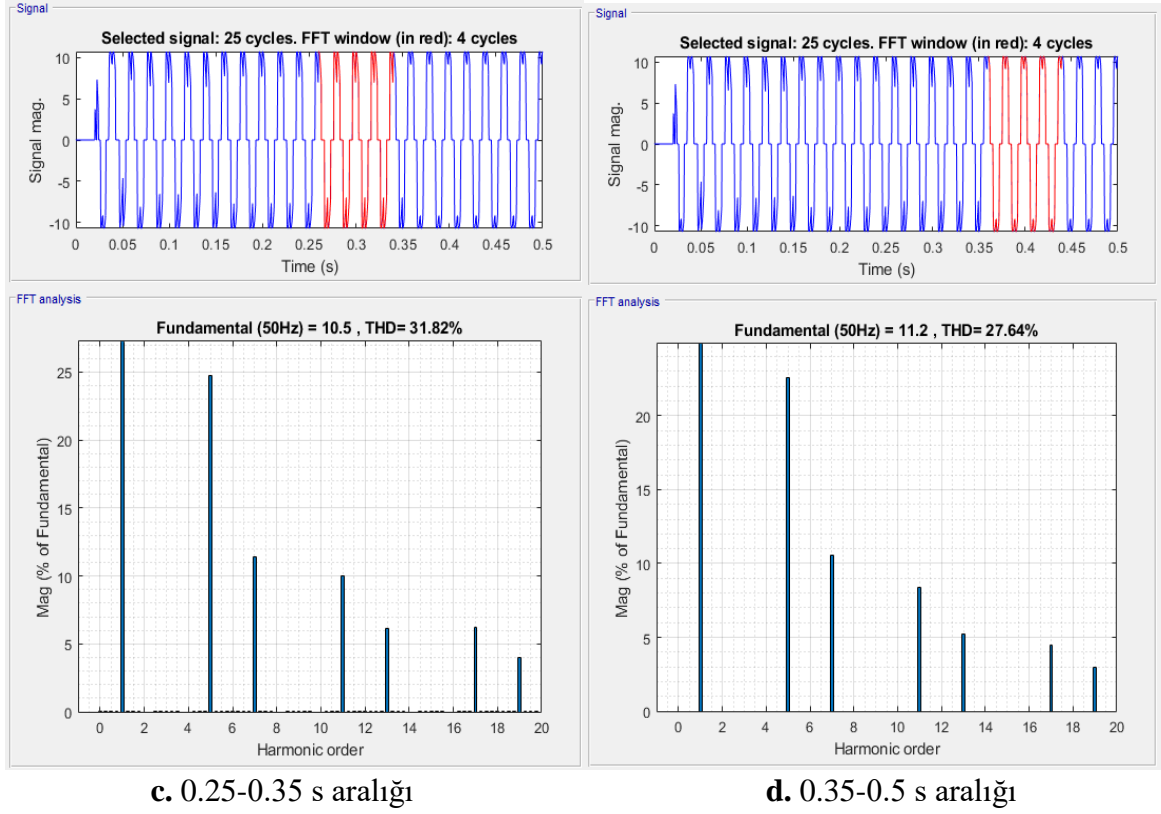 Signal
Selected signal: 25 cycles. FFT window (in red): 4 cycles
10
5
0
-5
-10
Signal mag.
0 0.05 0.1 0.15 0.2 0.25 0.3 0.35 0.4 0.45 0.5
Time (s)
FFT analysis
Fundamental (50Hz) = 10.5 , THD= 31.82%
25
20
15
10
5
0
Mag (% of Fundamental)
0 2 4 6 8 10 12 14 16 18 20
Harmonic order
c. 0.25-0.35 s aralığı
Signal
Selected signal: 25 cycles. FFT window (in red): 4 cycles
10
5
0
-5
-10
Signal mag.
0 0.05 0.1 0.15 0.2 0.25 0.3 0.35 0.4 0.45 0.5
Time (s)
FFT analysis
Fundamental (50Hz) = 11.2 , THD= 27.64%
20
15
10
5
0
Mag (% of Fundamental)
0 2 4 6 8 10 12 14 16 18 20
Harmonic order
d. 0.35-0.5 s aralığı